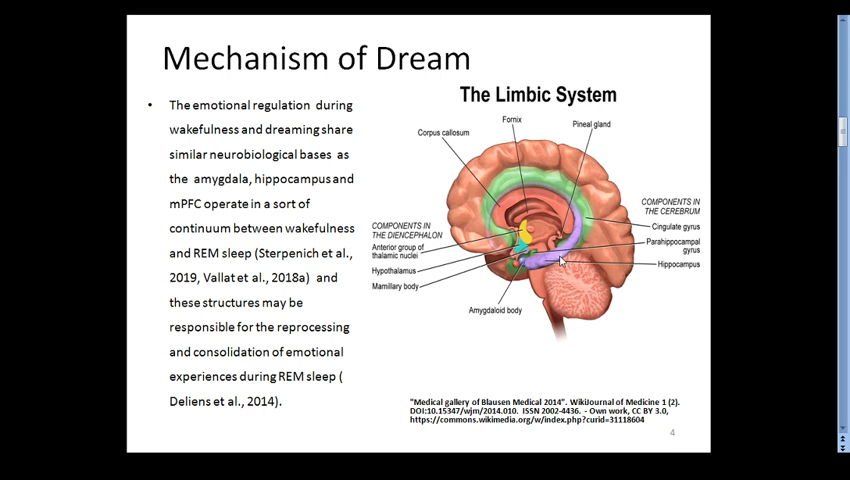 Mechanism of Dream
• The emotional regulation during
wakefulness and dreaming share
similar neurobiological bases as
the amygdala, hippocampus and
mPFC operate in a sort of
continuum between wakefulness
and REM sleep (Sterpenich et al.,
2019, Vallat et al., 2018a) and
these structures may be
responsible for the reprocessing
and consolidation of emotional
experiences during REM sleep (
Deliens et al., 2014).
The Limbic System
Fornix
Pineal gland
Corpus callosum
COMPONENTS IN
THE CEREBRUM
Cingulate gyrus
Parahippocampal
gyrus
Hippocampus
COMPONENTS IN
THE DIENCEPHALON
Anterior group of
thalamic nuclei
Hypothalamus
Mamillary body
Amygdaloid body
"Medical gallery of Blausen Medical 2014". WikiJournal of Medicine 1 (2).
DOI:10.15347/wjm/2014.010. ISSN 2002-4436. - Own work, CC BY 3.0,
https://commons.wikimedia.org/w/index.php?curid=31118604
4